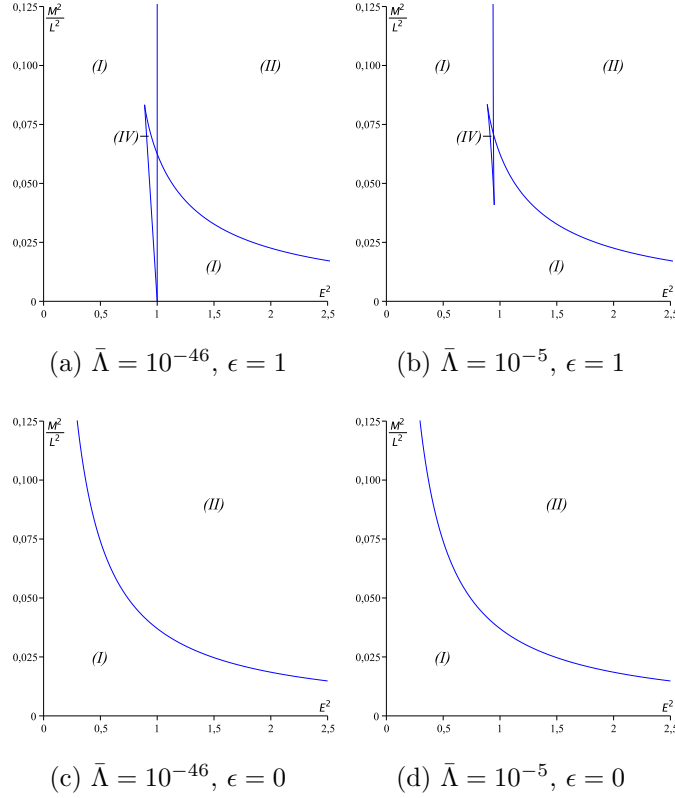 0,125
M²/L²
0,100
0,075
0,050
0,025
0
0
0,5
1
1,5
2
2,5
E²
(I)
(II)
(IV)
(I)
(a) Λ̄ = 10⁻⁴⁶, ϵ = 1
0,125
M²/L²
0,100
0,075
0,050
0,025
0
0
0,5
1
1,5
2
2,5
E²
(I)
(II)
(IV)
(I)
(b) Λ̄ = 10⁻⁵, ϵ = 1
0,125
M²/L²
0,100
0,075
0,050
0,025
0
0
0,5
1
1,5
2
2,5
E²
(II)
(I)
(c) Λ̄ = 10⁻⁴⁶, ϵ = 0
0,125
M²/L²
0,100
0,075
0,050
0,025
0
0
0,5
1
1,5
2
2,5
E²
(II)
(I)
(d) Λ̄ = 10⁻⁵, ϵ = 0